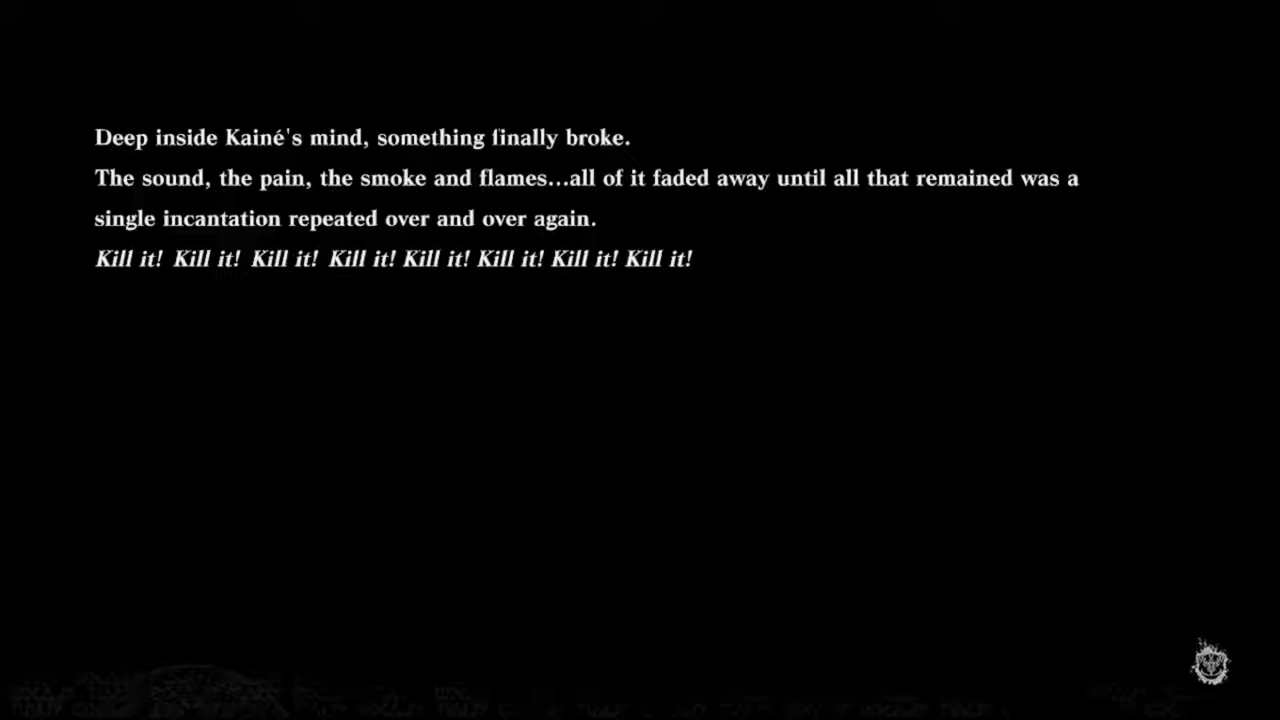 Deep inside Kainé's mind, something finally broke.
The sound, the pain, the smoke and flames...all of it faded away until all that remained was a
single incantation repeated over and over again.
Kill it! Kill it! Kill it! Kill it! Kill it! Kill it! Kill it! Kill it!